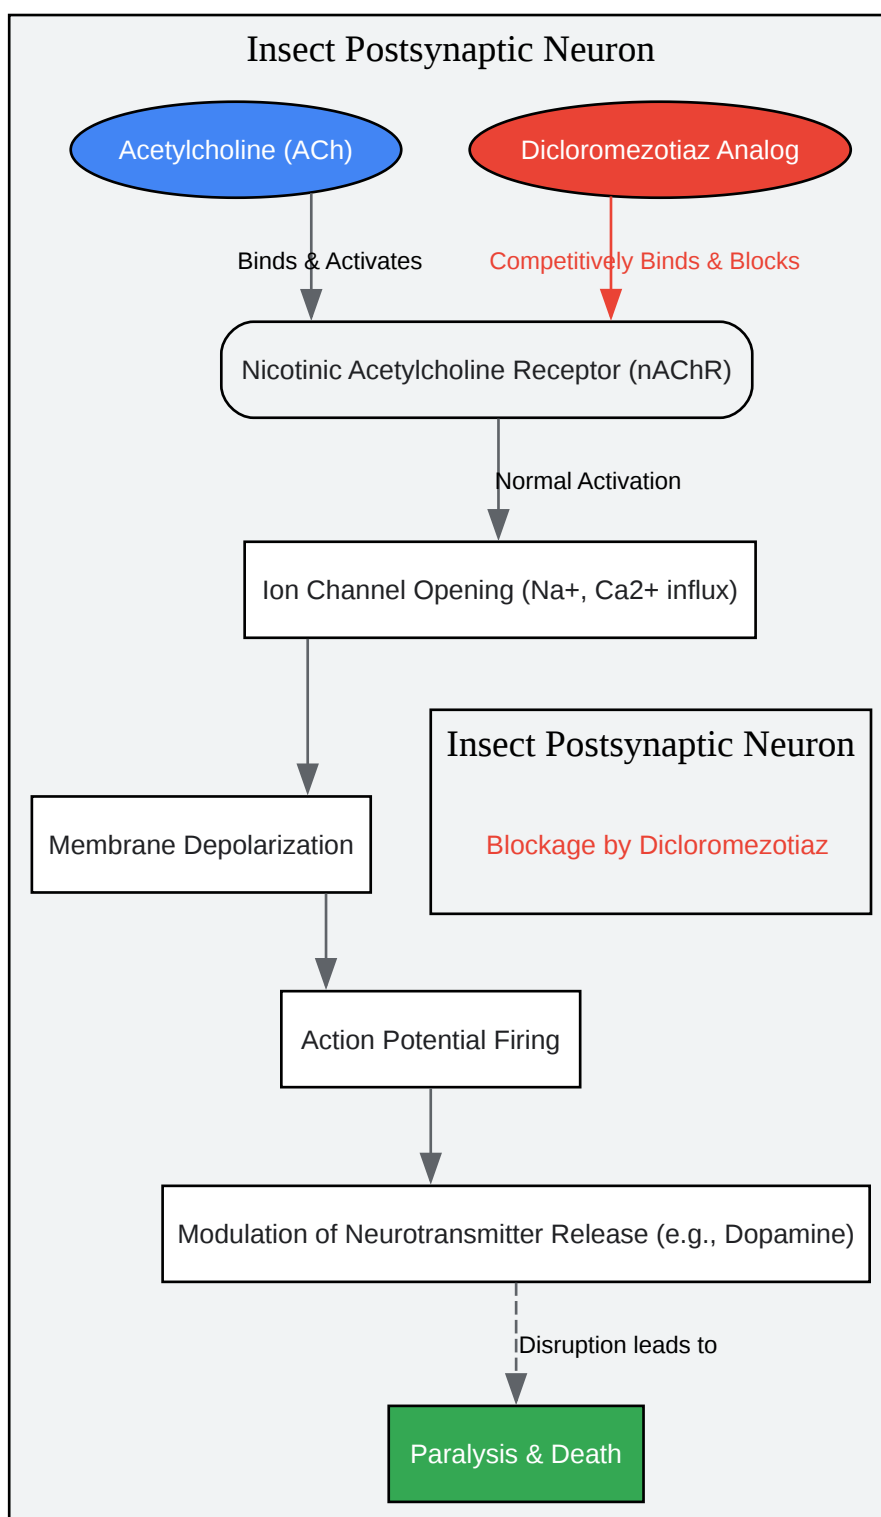 Insect Postsynaptic Neuron
Acetylcholine (ACh)
Dicloromezotiaz Analog
Binds & Activates
Competitively Binds & Blocks
Nicotinic Acetylcholine Receptor (nAChR)
Normal Activation
Ion Channel Opening (Na+, Ca2+ influx)
Insect Postsynaptic Neuron
Membrane Depolarization
Blockage by Dicloromezotiaz
Action Potential Firing
Modulation of Neurotransmitter Release (e.g., Dopamine)
Disruption leads to
Paralysis & Death